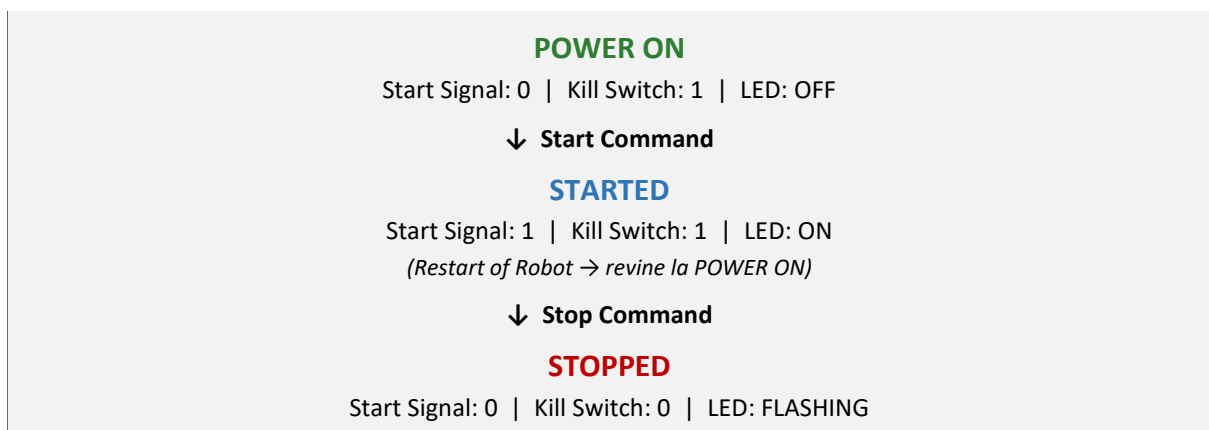 POWER ON
Start Signal: 0 | Kill Switch: 1 | LED: OFF
↓ Start Command
STARTED
Start Signal: 1 | Kill Switch: 1 | LED: ON
(Restart of Robot → revine la POWER ON)
↓ Stop Command
STOPPED
Start Signal: 0 | Kill Switch: 0 | LED: FLASHING